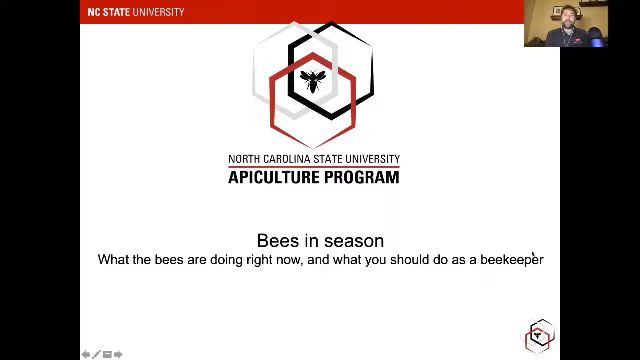 NC STATE UNIVERSITY
NORTH CAROLINA STATE UNIVERSITY
APICULTURE PROGRAM
Bees in season
What the bees are doing right now, and what you should do as a beekeeper